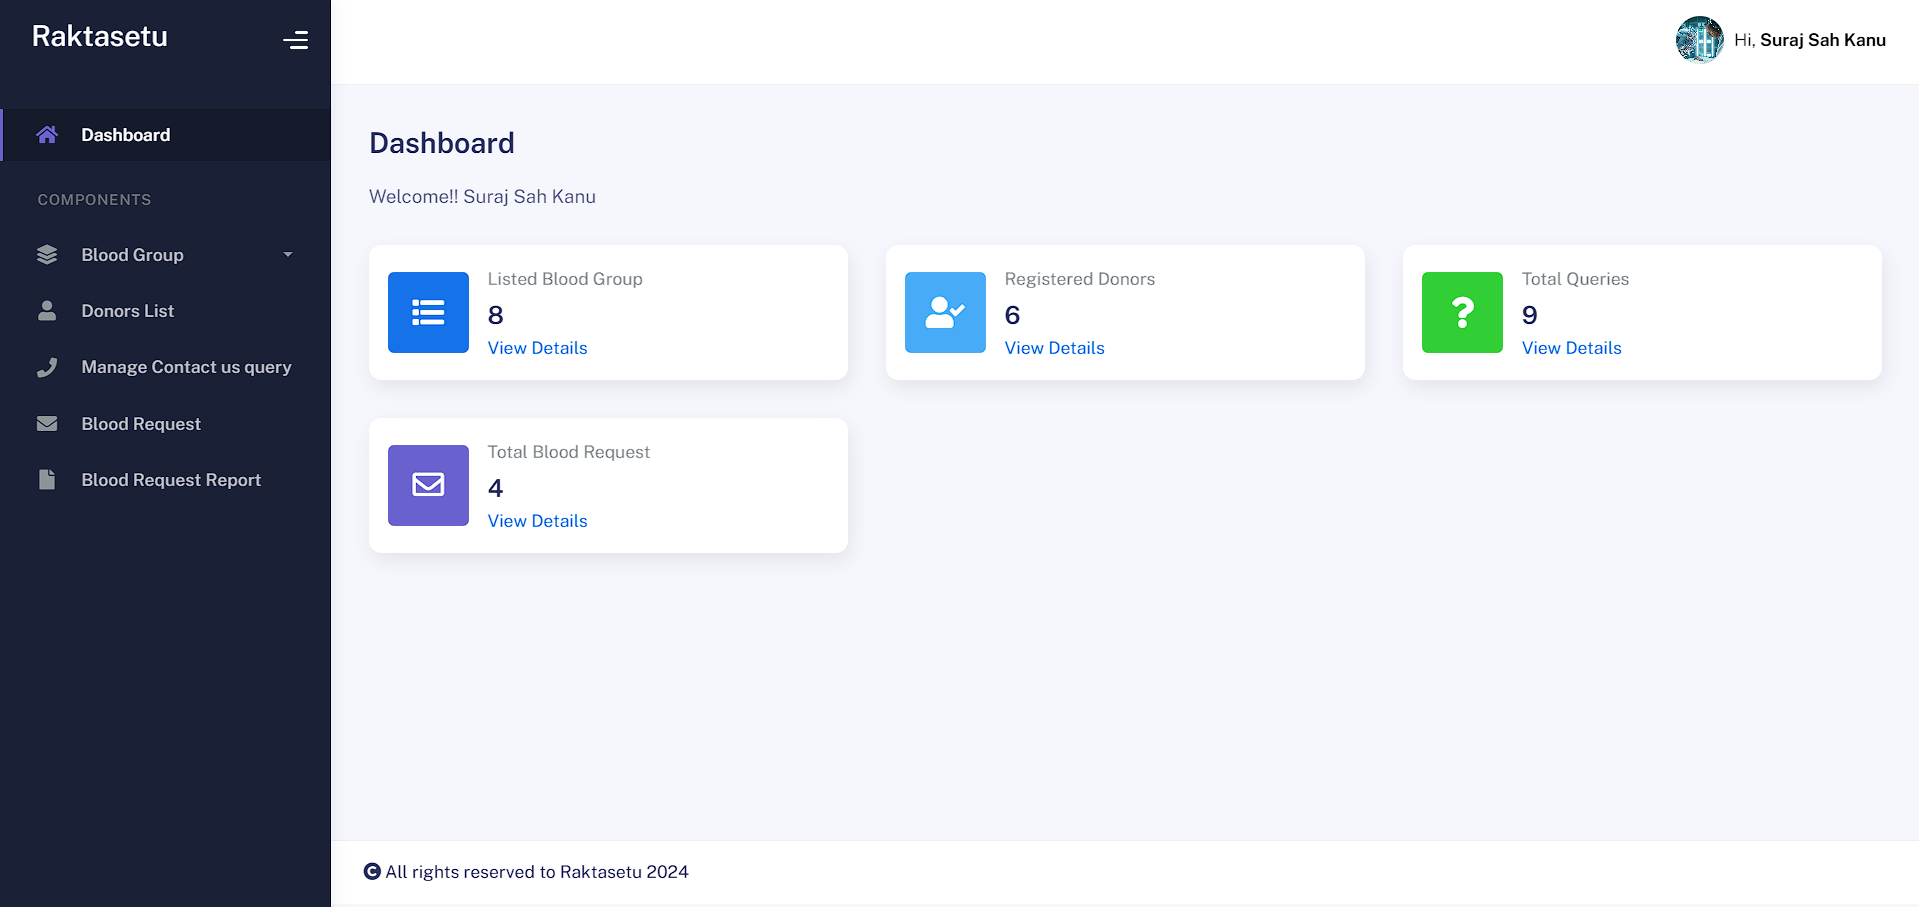 Raktasetu
Hi, Suraj Sah Kanu
Dashboard
COMPONENTS
Blood Group
Donors List
Manage Contact us query
Blood Request
Blood Request Report
Dashboard
Welcome!! Suraj Sah Kanu
Listed Blood Group
8
View Details
Registered Donors
6
View Details
Total Queries
9
View Details
Total Blood Request
4
View Details
© All rights reserved to Raktasetu 2024